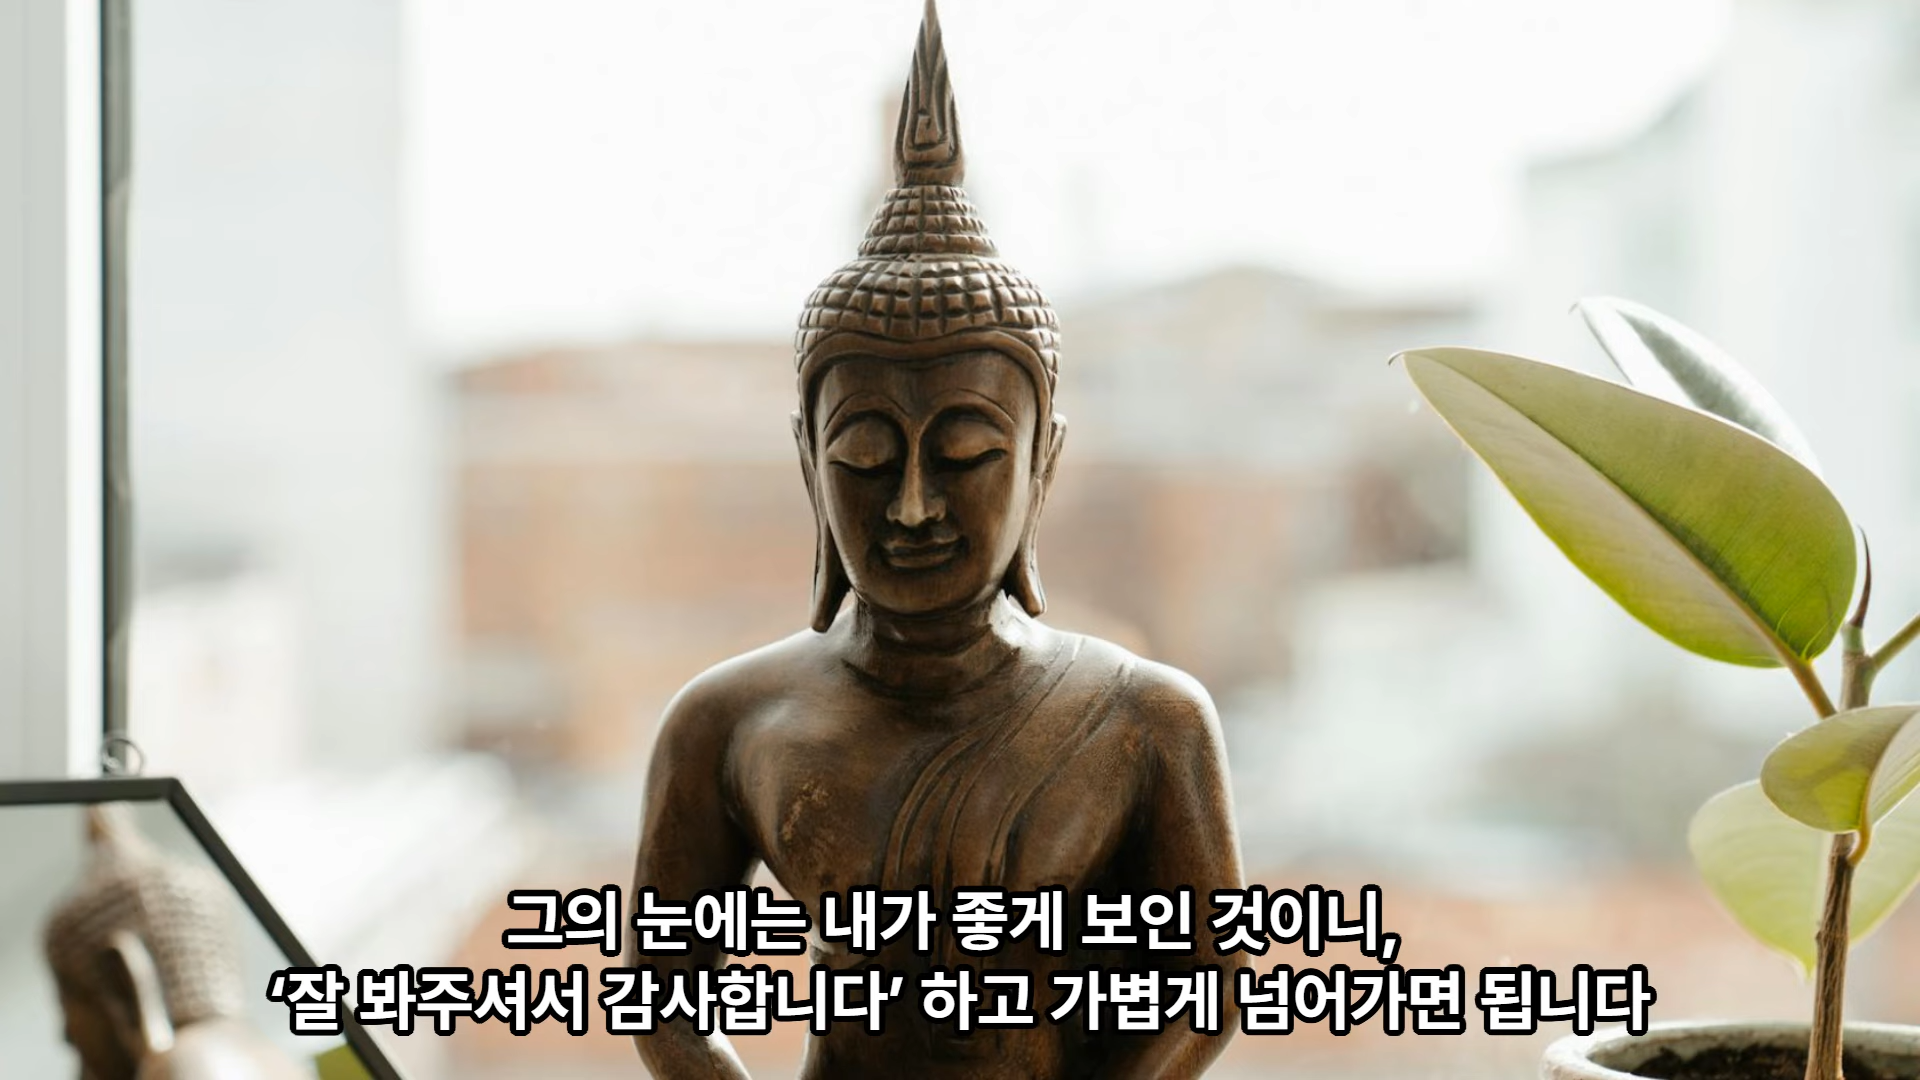 그의 눈에는 내가 좋게 보인 것이니,
‘잘 봐주셔서 감사합니다’ 하고 가볍게 넘어가면 됩니다